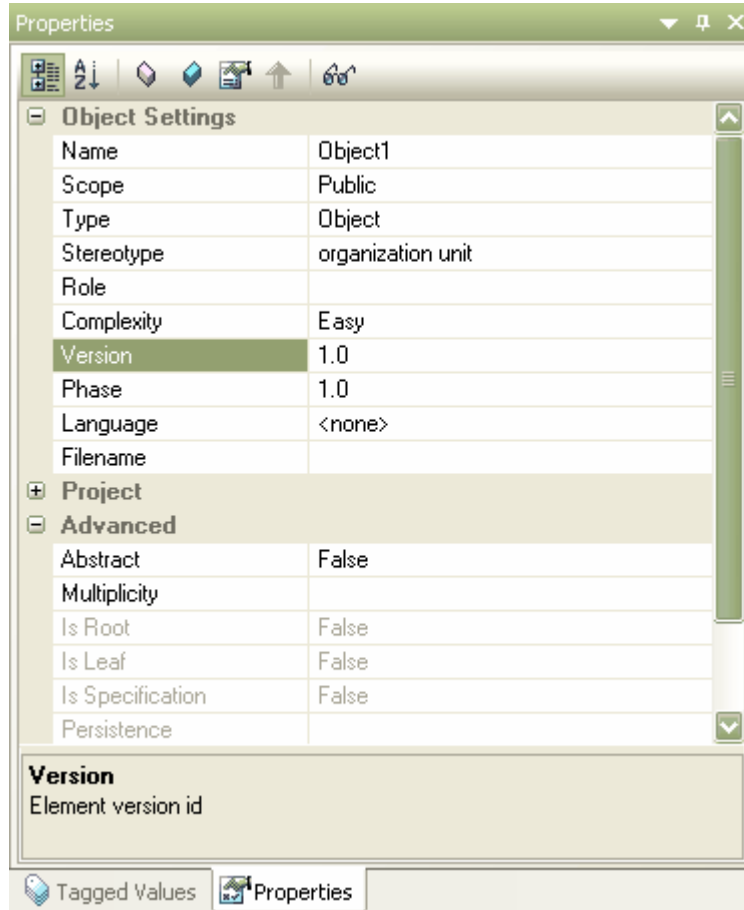 Properties
Object Settings
Name Object1
Scope Public
Type Object
Stereotype organization unit
Role
Complexity Easy
Version 1.0
Phase 1.0
Language <none>
Filename
Project
Advanced
Abstract False
Multiplicity
Is Root False
Is Leaf False
Is Specification False
Persistence
Version
Element version id
Tagged Values Properties